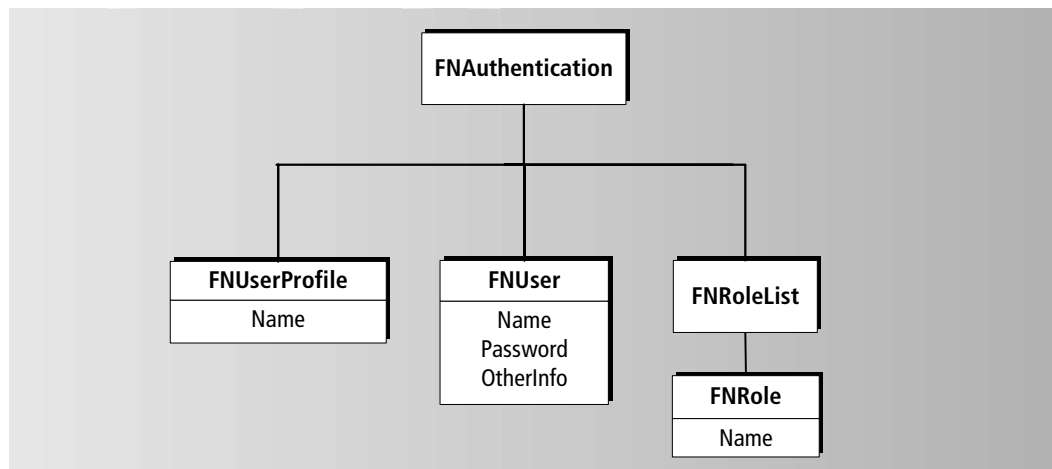 FNAuthentication
FNUserProfile
Name
FNUser
Name
Password
OtherInfo
FNRoleList
FNRole
Name